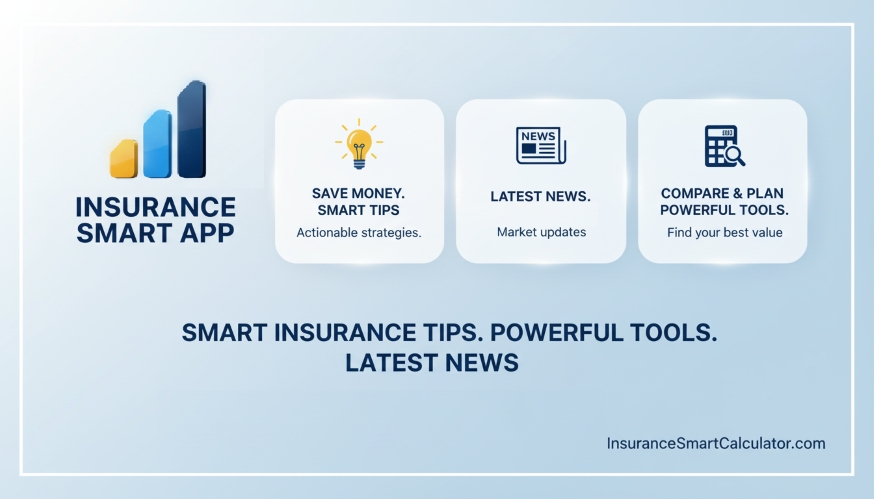 INSURANCE
SMART APP
SAVE MONEY.
SMART TIPS
Actionable strategies.
NEWS
LATEST NEWS.
Market updates
COMPARE & PLAN
POWERFUL TOOLS.
Find your best value
SMART INSURANCE TIPS. POWERFUL TOOLS.
LATEST NEWS
InsuranceSmartCalculator.com